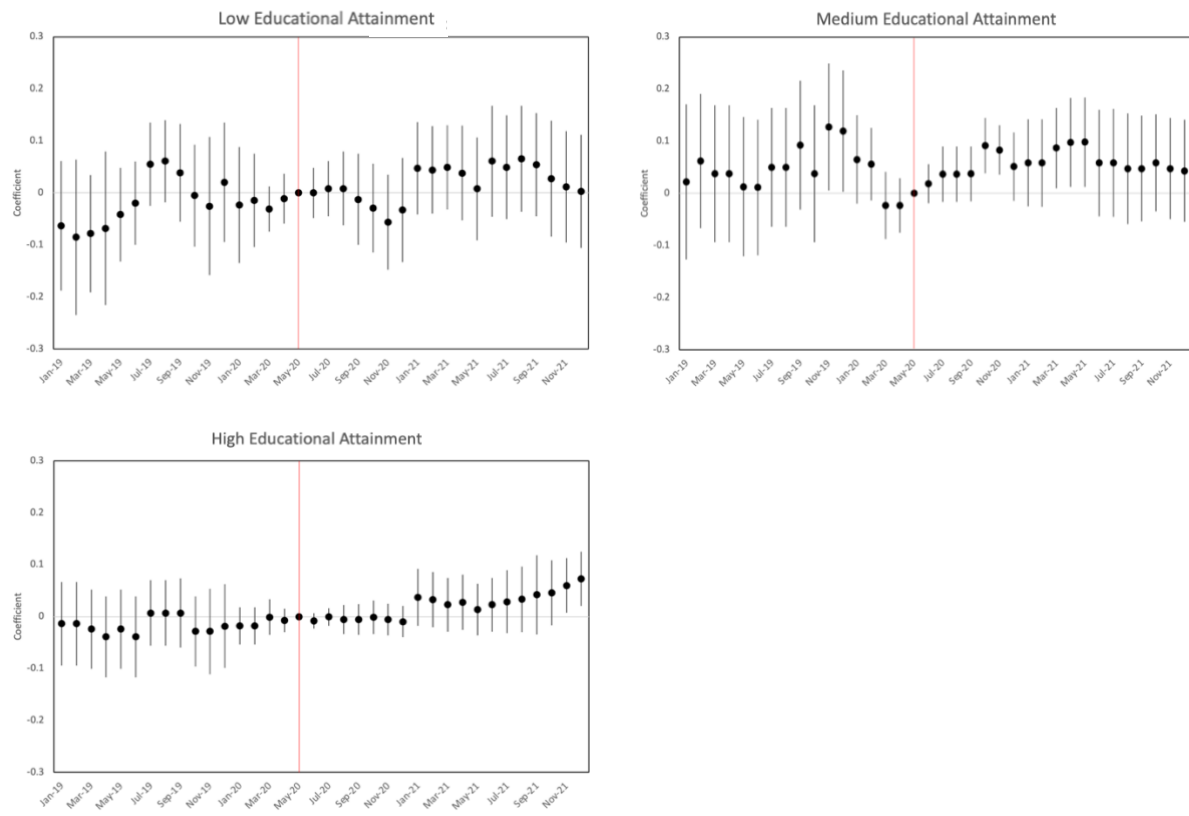 Low Educational Attainment
0.3
0.2
0.1
0
-0.1
-0.2
-0.3
Coefficient
Jan-19
Mar-19
May-19
Jul-19
Sep-19
Nov-19
Jan-20
Mar-20
May-20
Jul-20
Sep-20
Nov-20
Jan-21
Mar-21
May-21
Jul-21
Sep-21
Nov-21
Medium Educational Attainment
0.3
0.2
0.1
0
0.1
0.2
-0.3
Coefficient
Jan-19
Mar-19
May-19
Jul-19
Sep-19
Nov-19
Jan-20
Mar-20
May-20
Jul-20
Sep-20
Nov-20
Jan-21
Mar-21
May-21
Jul-21
Sep-21
Nov-21
High Educational Attainment
0.3
0.2
0.1
0
-0.1
-0.2
-0.3
Coefficient
Jan-19
Mar-19
May-19
Jul-19
Sep-19
Nov-19
Jan-20
Mar-20
May-20
Jul-20
Sep-20
Nov-20
Jan-21
Mar-21
May-21
Jul-21
Sep-21
Nov-21